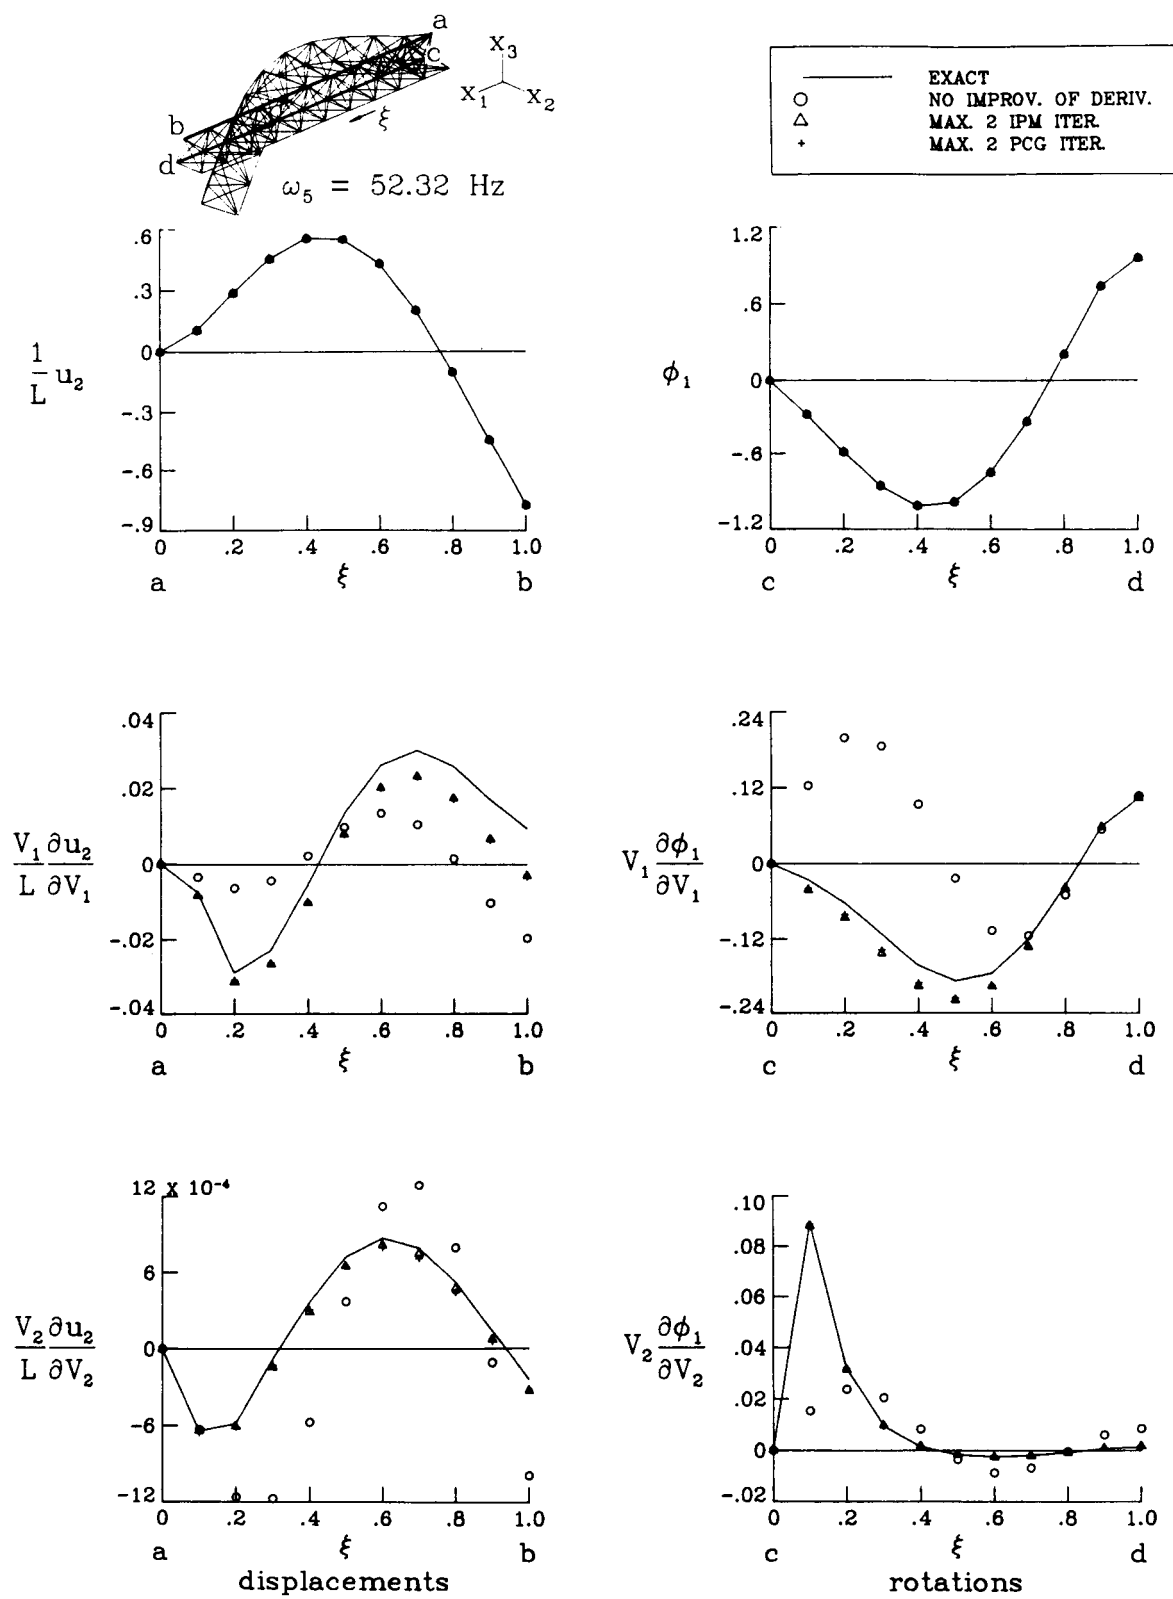 a
c
b
d
ξ
X₃
X₁ X₂
ω₅ = 52.32 Hz
EXACT
NO IMPROV. OF DERIV.
MAX. 2 IPM ITER.
MAX. 2 PCG ITER.
1/L u₂
.6
.3
0
-.3
-.6
-.9
0 .2 .4 .6 .8 1.0
a ξ b
ϕ₁
1.2
.6
0
-.6
-1.2
0 .2 .4 .6 .8 1.0
c ξ d
V₁/L ∂u₂/∂V₁
.04
.02
0
-.02
-.04
0 .2 .4 .6 .8 1.0
a ξ b
V₁ ∂ϕ₁/∂V₁
.24
.12
0
-.12
-.24
0 .2 .4 .6 .8 1.0
c ξ d
V₂/L ∂u₂/∂V₂
12 X 10⁻⁴
6
0
-6
-12
0 .2 .4 .6 .8 1.0
a ξ b
displacements
V₂ ∂ϕ₁/∂V₂
.10
.08
.06
.04
.02
0
-.02
0 .2 .4 .6 .8 1.0
c ξ d
rotations